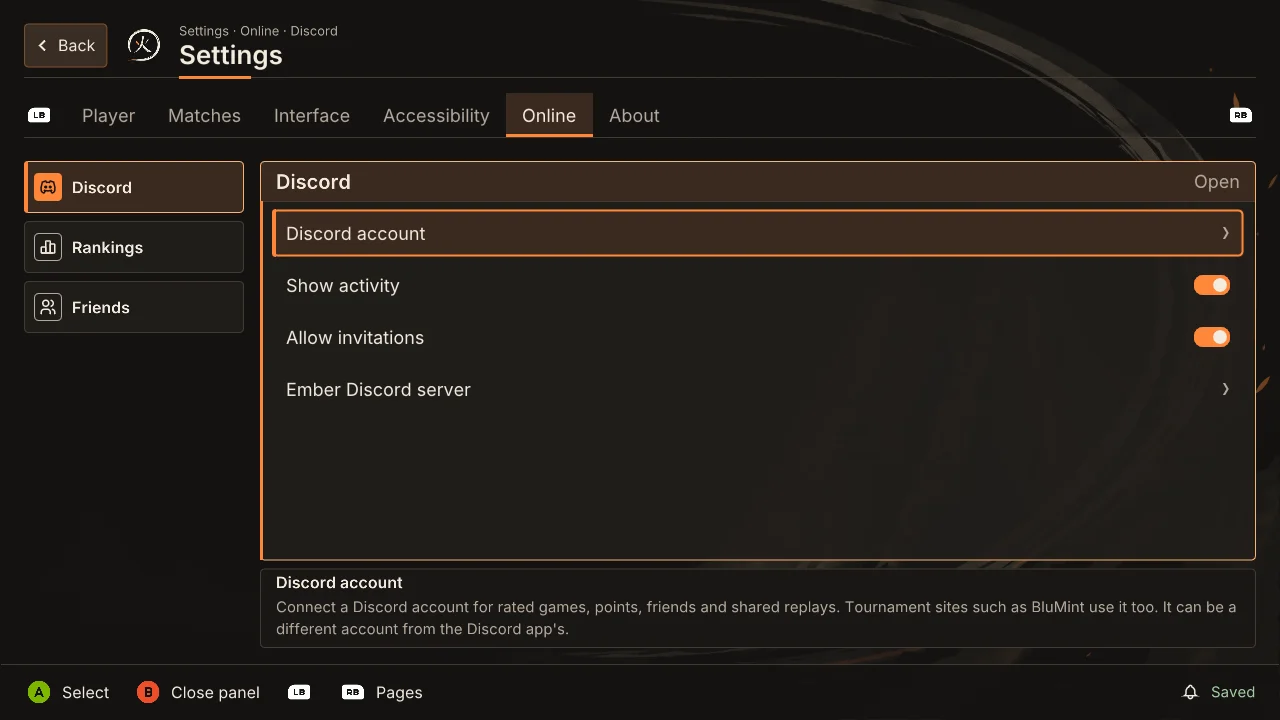 Back
火
Settings · Online · Discord
Settings
LB
Player
Matches
Interface
Accessibility
Online
About
RB
Discord
Rankings
Friends
Discord
Open
Discord account
Show activity
Allow invitations
Ember Discord server
Discord account
Connect a Discord account for rated games, points, friends and shared replays. Tournament sites such as BluMint use it too. It can be a
different account from the Discord app's.
A Select
B Close panel
LB
RB Pages
Saved